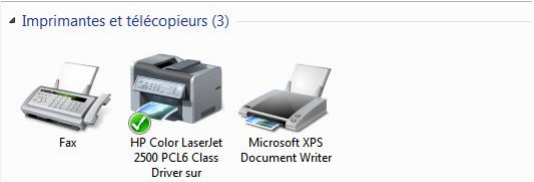 Imprimantes et télécopieurs (3)
Fax
HP Color LaserJet
2500 PCL6 Class
Driver sur
Microsoft XPS
Document Writer